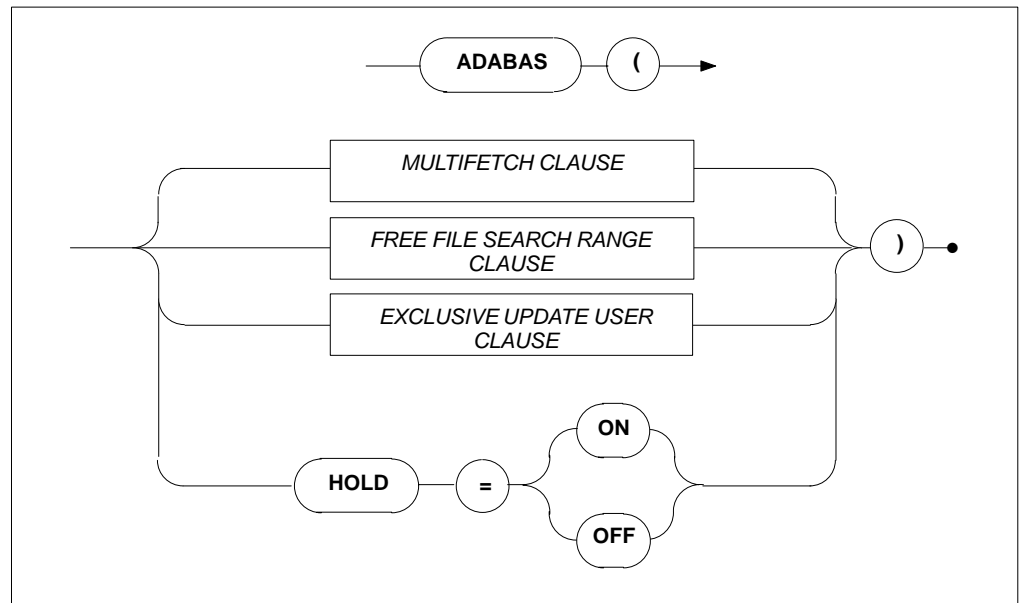 ADABAS (
MULTIFETCH CLAUSE
FREE FILE SEARCH RANGE
CLAUSE
)
EXCLUSIVE UPDATE USER
CLAUSE
ON
HOLD =
OFF